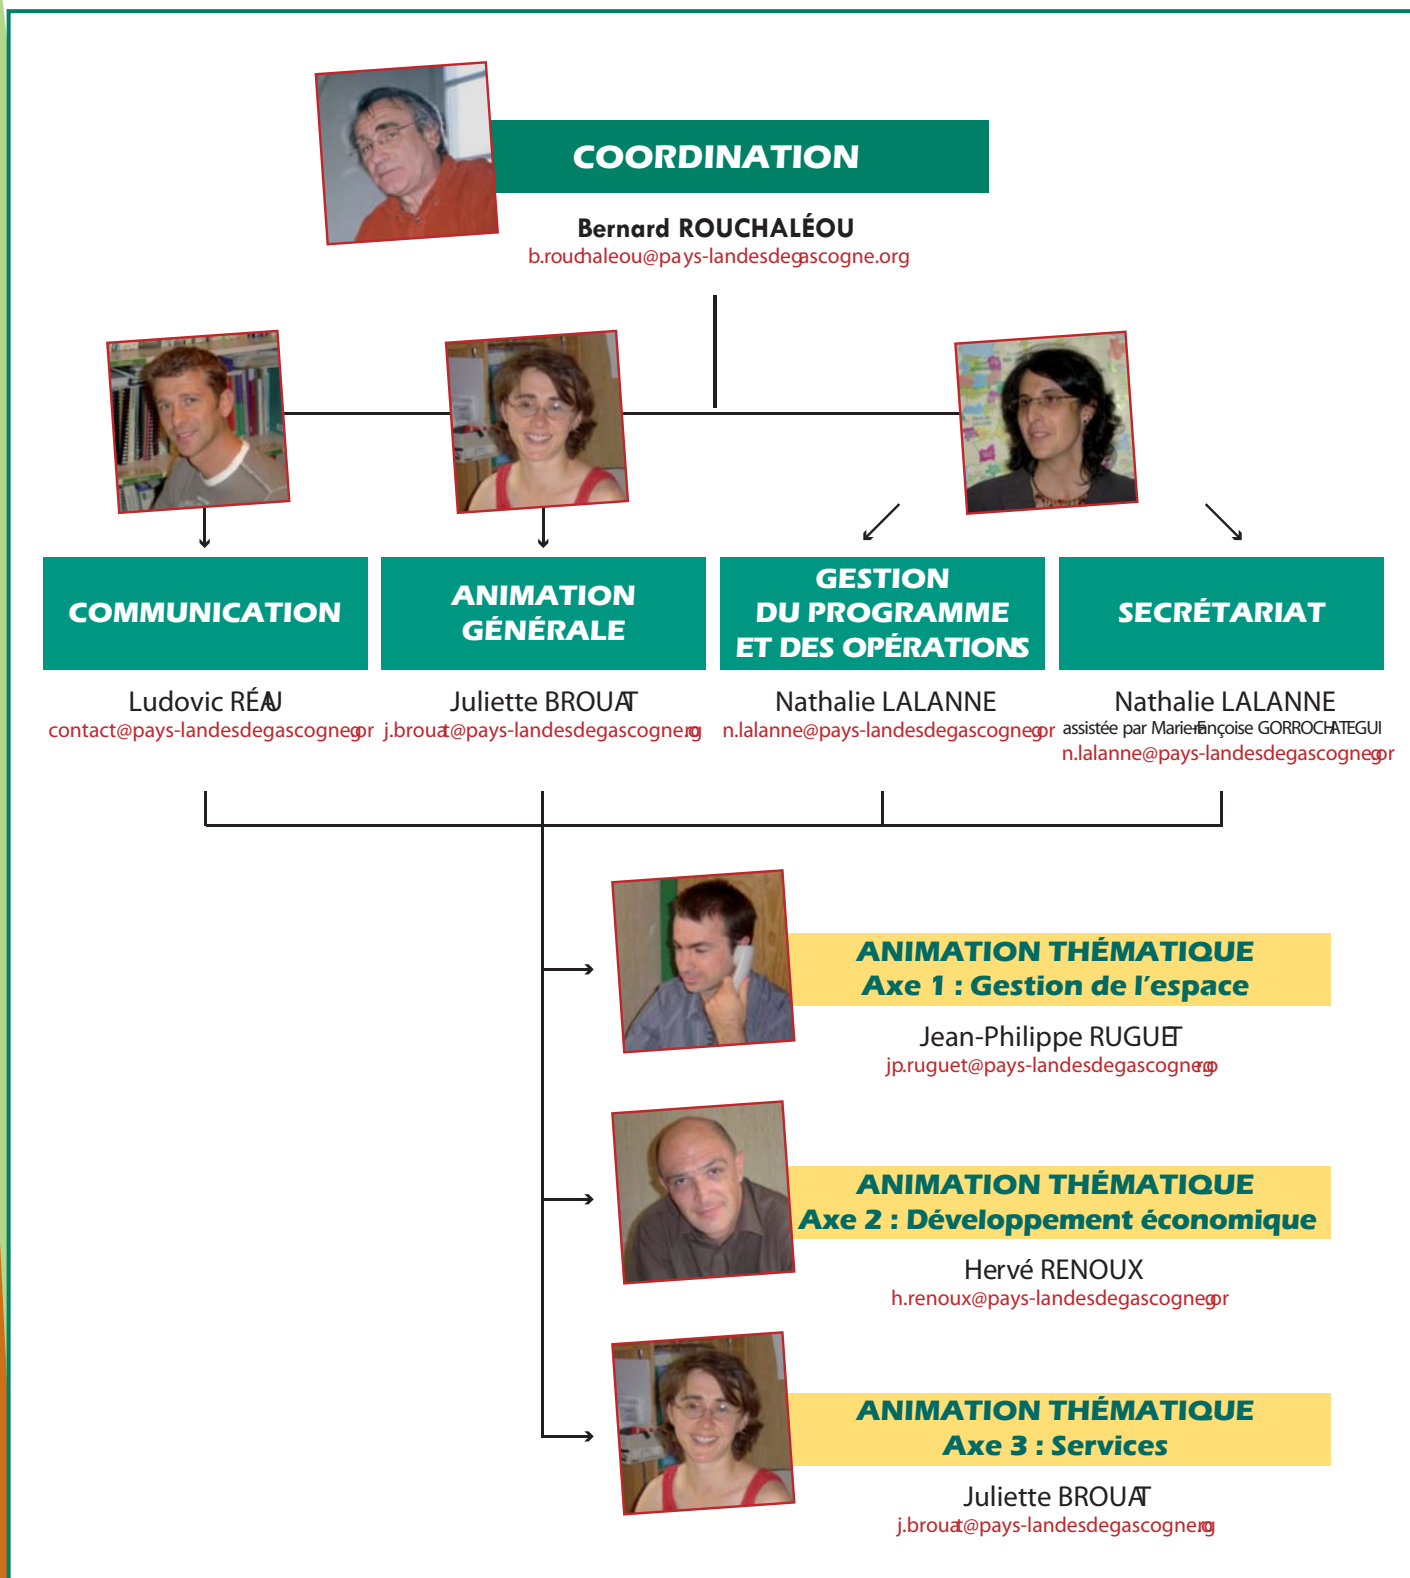 COORDINATION
Bernard ROUCHALÉOU
b.rouchaleou@pays-landesdegascogne.org
COMMUNICATION
Ludovic RÉAU
contact@pays-landesdegascogne.org
ANIMATION
GÉNÉRALE
Juliette BROUAT
j.brouat@pays-landesdegascogne.org
GESTION
DU PROGRAMME
ET DES OPÉRATIONS
Nathalie LALANNE
n.lalanne@pays-landesdegascogne.org
SECRÉTARIAT
Nathalie LALANNE
assistée par Marie-Françoise GORROCHATEGUI
n.lalanne@pays-landesdegascogne.org
ANIMATION THÉMATIQUE
Axe 1 : Gestion de l'espace
Jean-Philippe RUGUET
jp.ruguet@pays-landesdegascogne.org
ANIMATION THÉMATIQUE
Axe 2 : Développement économique
Hervé RENOUX
h.renoux@pays-landesdegascogne.org
ANIMATION THÉMATIQUE
Axe 3 : Services
Juliette BROUAT
j.brouat@pays-landesdegascogne.org